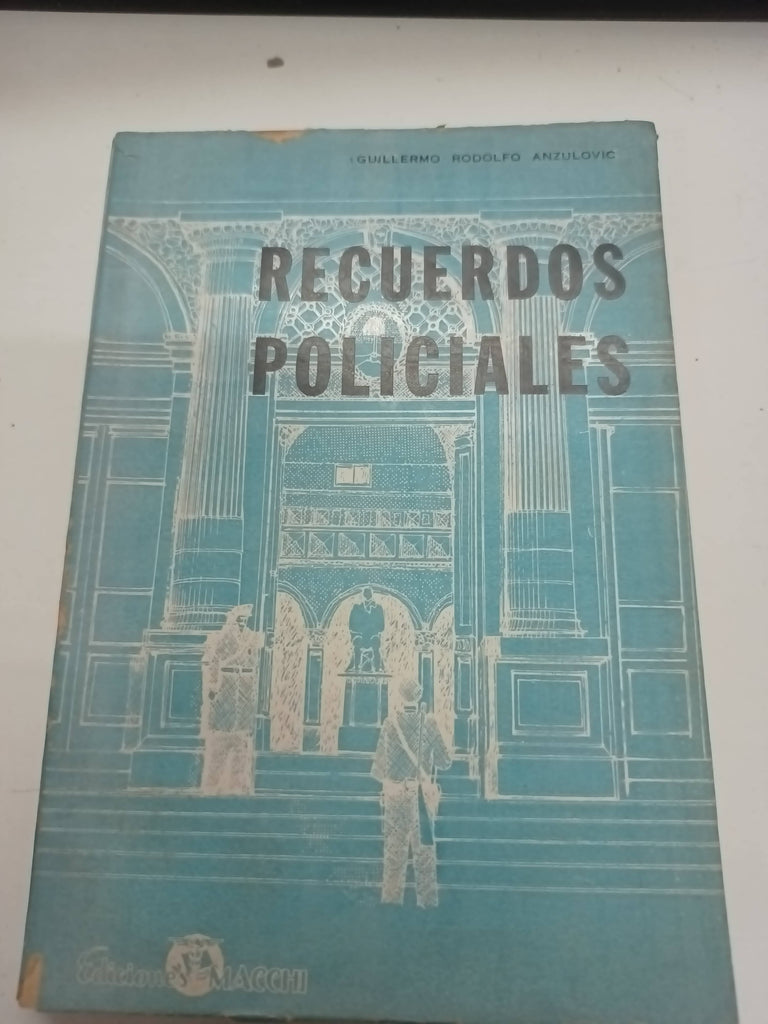 GUILLERMO RODOLFO ANZULOVIC
RECUERDOS
POLICIALES
Ediciones MACCHI